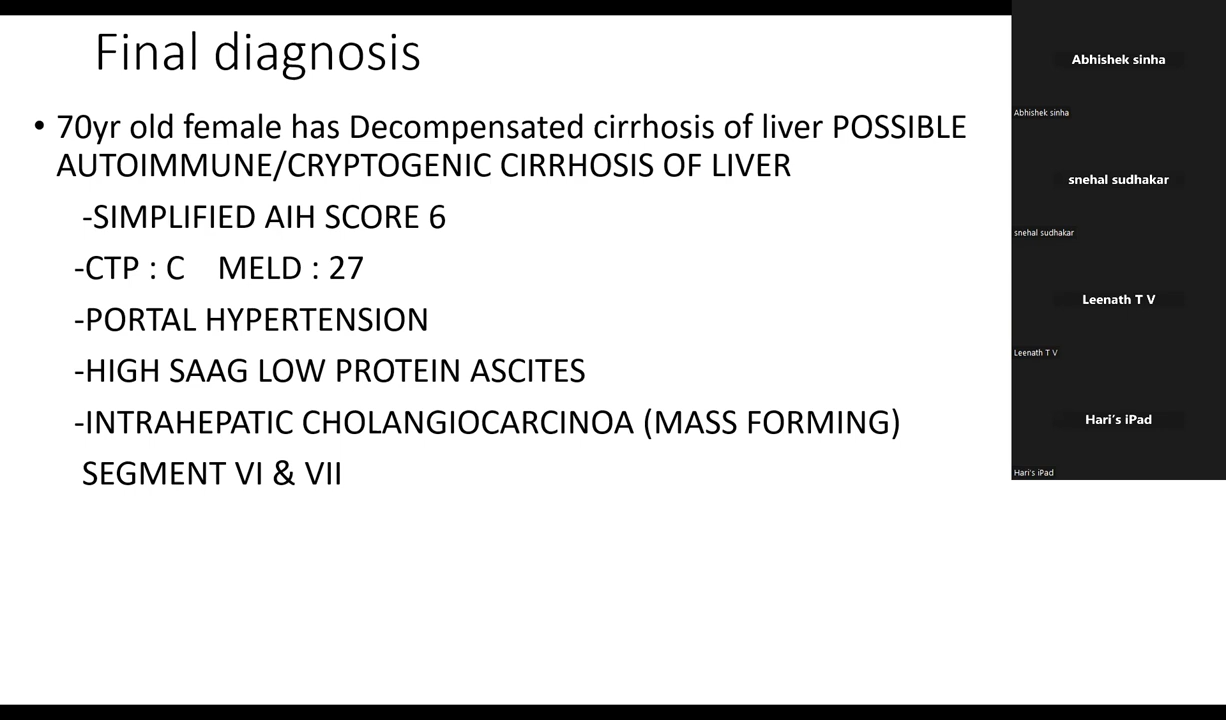 Final diagnosis
• 70yr old female has Decompensated cirrhosis of liver POSSIBLE
AUTOIMMUNE/CRYPTOGENIC CIRRHOSIS OF LIVER
-SIMPLIFIED AIH SCORE 6
-CTP : C MELD : 27
-PORTAL HYPERTENSION
-HIGH SAAG LOW PROTEIN ASCITES
-INTRAHEPATIC CHOLANGIOCARCINOA (MASS FORMING)
SEGMENT VI & VII
Abhishek sinha
Abhishek sinha
snehal sudhakar
snehal sudhakar
Leenath T V
Leenath T V
Hari's iPad
Hari's iPad